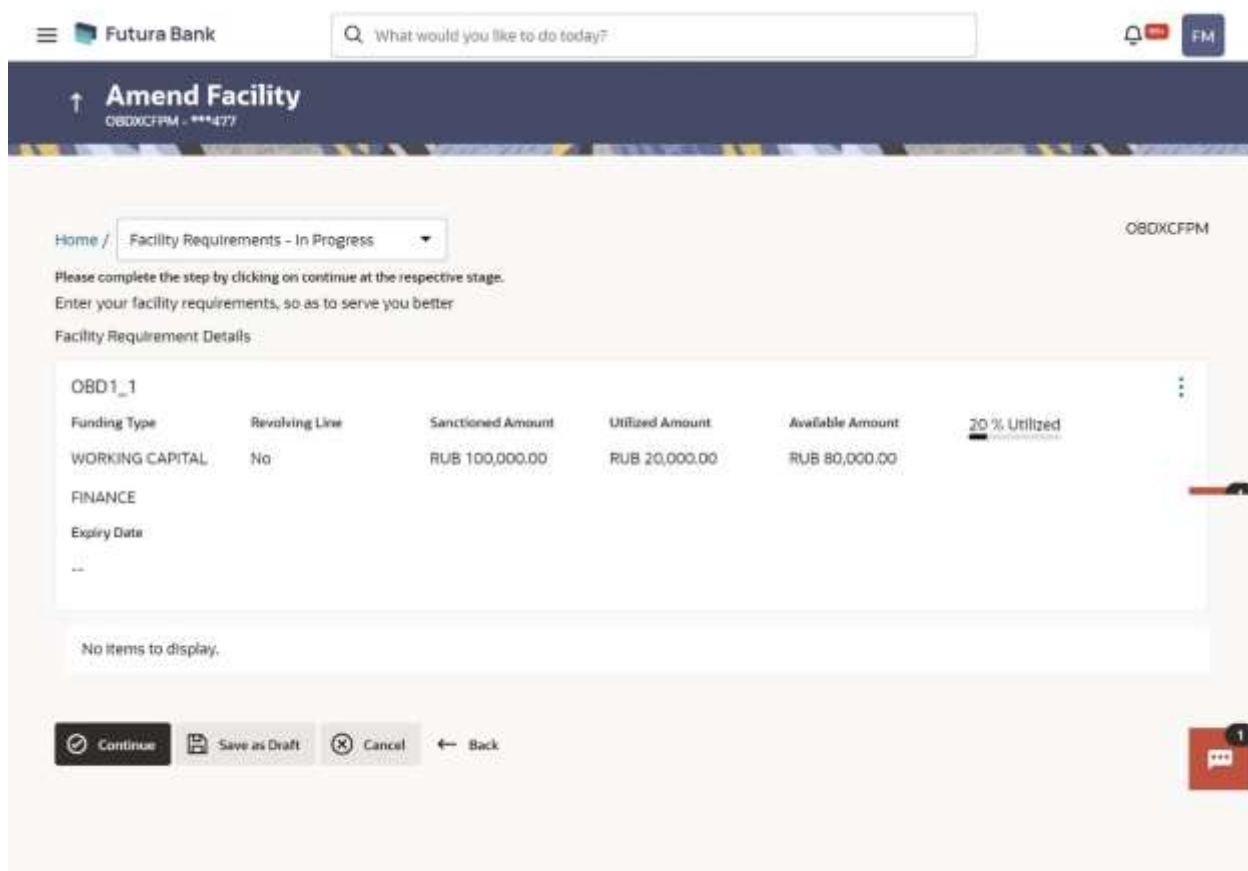 Futura Bank
What would you like to do today?
FM
Amend Facility
OBDXCFPM - ***477
OBDXCFPM
Home / Facility Requirements - In Progress
Please complete the step by clicking on continue at the respective stage.
Enter your facility requirements, so as to serve you better
Facility Requirement Details
OBD1_1
Funding Type Revolving Line Sanctioned Amount Utilized Amount Available Amount 20 % Utilized
WORKING CAPITAL No RUB 100,000.00 RUB 20,000.00 RUB 80,000.00
FINANCE
Expiry Date
--
No items to display.
Continue Save as Draft Cancel Back
1